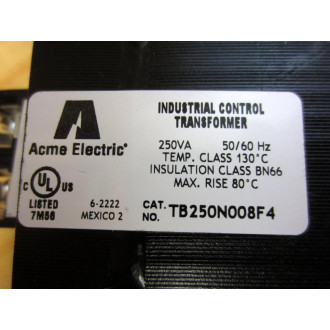 INDUSTRIAL CONTROL
TRANSFORMER
Acme Electric®
250VA 50/60 Hz
TEMP. CLASS 130°C
INSULATION CLASS BN66
MAX. RISE 80°C
C UL US
LISTED
7M56
6-2222
MEXICO 2
CAT. NO. TB250N008F4